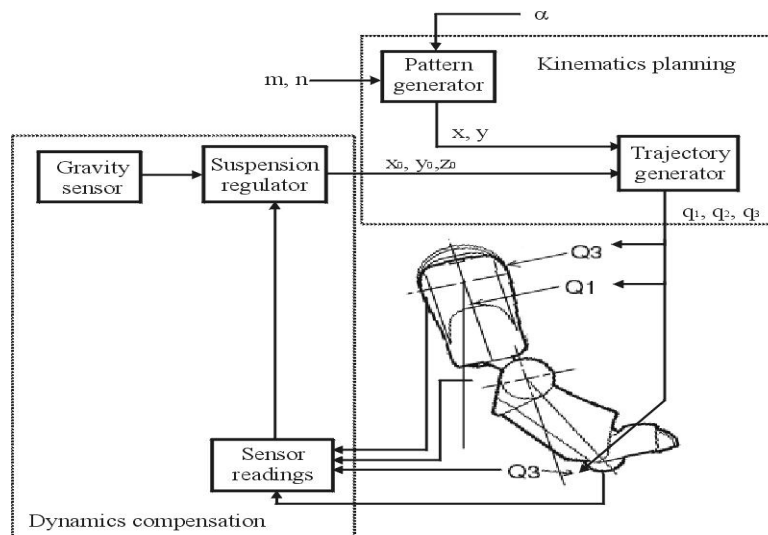 α
Pattern
generator
Kinematics planning
m, n
x, y
Gravity
sensor
Suspension
regulator
x₀, y₀,z₀
Trajectory
generator
q₁, q₂, q₃
Q3
Q1
Sensor
readings
Q3
Dynamics compensation